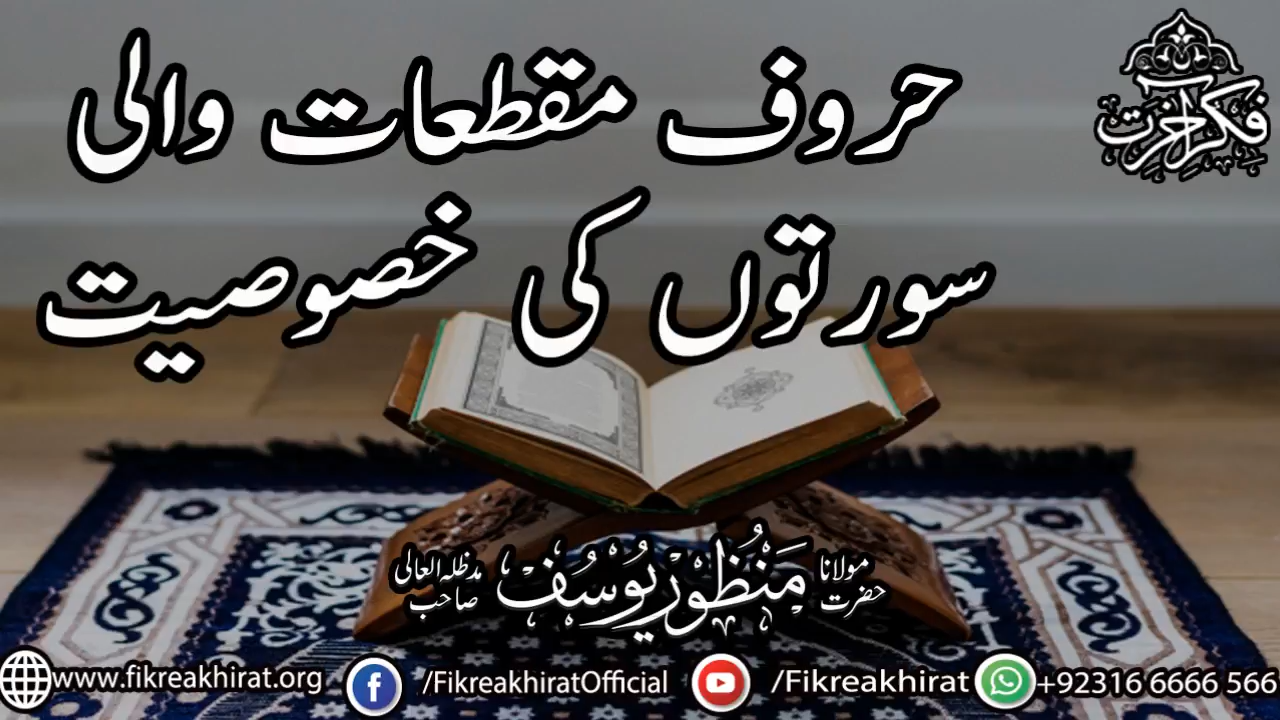 حروف مقطعات والی
سورتوں کی خصوصیت
فکر آخرت
حضرت مولانا منظور یوسف صاحب مدظلہ العالی
www.fikreakhirat.org
/FikreakhiratOfficial
/Fikreakhirat
+92316 6666 566